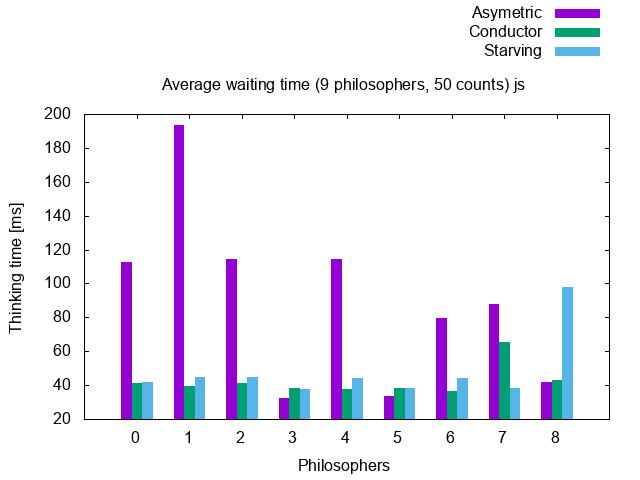 Asymetric
Conductor
Starving
Average waiting time (9 philosophers, 50 counts) js
200
180
160
140
120
100
80
60
40
20
Thinking time [ms]
0 1 2 3 4 5 6 7 8
Philosophers